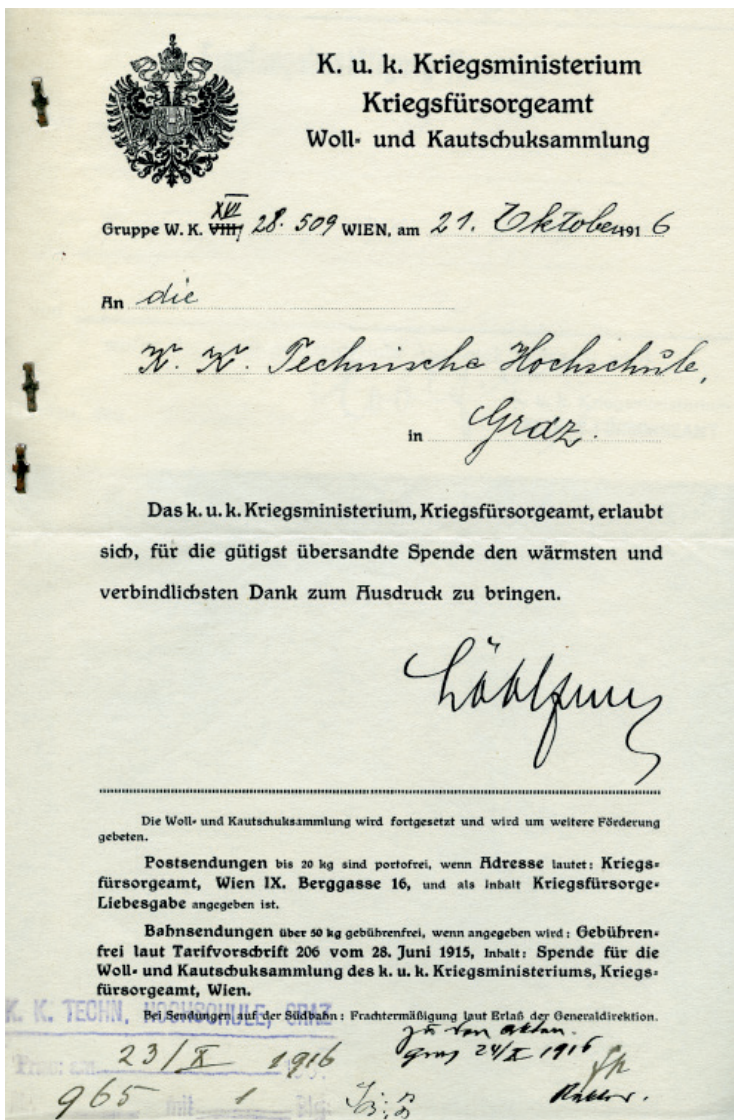 K. u. k. Kriegsministerium
Kriegsfürsorgeamt
Woll- und Kautschuksammlung
XVI
Gruppe W. K. VIII/ 28.509 WIEN, am 21. Oktober 1916
An die
K. K. Technische Hochschule,
in Graz.
Das k. u. k. Kriegsministerium, Kriegsfürsorgeamt, erlaubt
sich, für die gütigst übersandte Spende den wärmsten und
verbindlichsten Dank zum Ausdruck zu bringen.
Die Woll- und Kautschuksammlung wird fortgesetzt und wird um weitere Förderung
gebeten.
Postsendungen bis 20 kg sind portofrei, wenn Adresse lautet: Kriegs-
fürsorgeamt, Wien IX. Berggasse 16, und als Inhalt Kriegsfürsorge-
Liebesgabe angegeben ist.
Bahnsendungen über 50 kg gebührenfrei, wenn angegeben wird: Gebühren-
frei laut Tarifvorschrift 206 vom 28. Juni 1915, Inhalt: Spende für die
Woll- und Kautschuksammlung des k. u. k. Kriegsministeriums, Kriegs-
fürsorgeamt, Wien.
Bei Sendungen auf der Südbahn: Frachtermäßigung laut Erlaß der Generaldirektion.
K. K. TECHN. HOCHSCHULE, GRAZ
zu den Akten.
23/X 1916
Graz 24/X 1916
965 mit 1
Rektor.